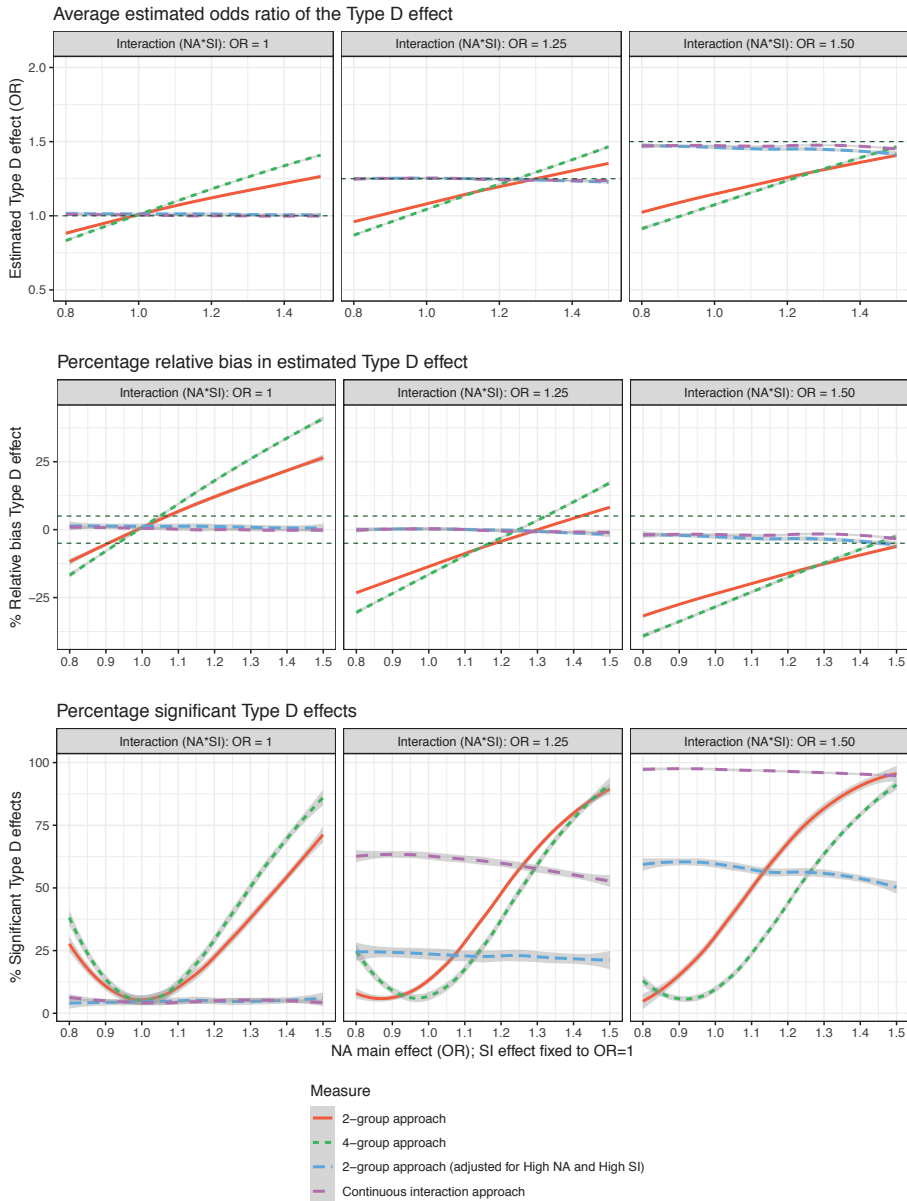 Average estimated odds ratio of the Type D effect
Interaction (NA*SI): OR = 1
Interaction (NA*SI): OR = 1.25
Interaction (NA*SI): OR = 1.50
Estimated Type D effect (OR)
2.0
1.5
1.0
0.5
0.8 1.0 1.2 1.4
0.8 1.0 1.2 1.4
0.8 1.0 1.2 1.4
Percentage relative bias in estimated Type D effect
Interaction (NA*SI): OR = 1
Interaction (NA*SI): OR = 1.25
Interaction (NA*SI): OR = 1.50
% Relative bias Type D effect
25
0
−25
0.8 0.9 1.0 1.1 1.2 1.3 1.4 1.5
0.8 0.9 1.0 1.1 1.2 1.3 1.4 1.5
0.8 0.9 1.0 1.1 1.2 1.3 1.4 1.5
Percentage significant Type D effects
Interaction (NA*SI): OR = 1
Interaction (NA*SI): OR = 1.25
Interaction (NA*SI): OR = 1.50
% Significant Type D effects
100
75
50
25
0
0.8 0.9 1.0 1.1 1.2 1.3 1.4 1.5
0.8 0.9 1.0 1.1 1.2 1.3 1.4 1.5
0.8 0.9 1.0 1.1 1.2 1.3 1.4 1.5
NA main effect (OR); SI effect fixed to OR=1
Measure
2−group approach
4−group approach
2−group approach (adjusted for High NA and High SI)
Continuous interaction approach